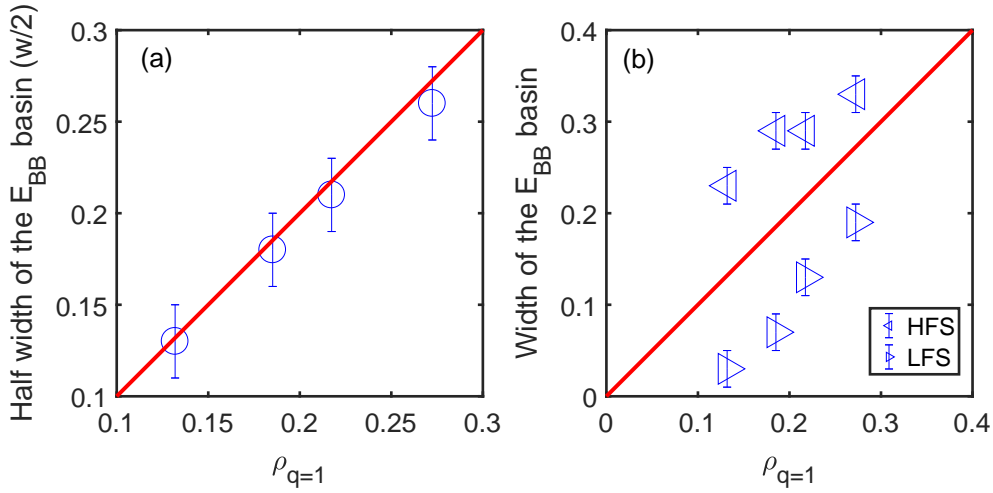 (a)
Half width of the E_BB basin (w/2)
0.3
0.25
0.2
0.15
0.1
0.1 0.15 0.2 0.25 0.3
ρ_q=1
(b)
Width of the E_BB basin
0.4
0.3
0.2
0.1
0
0 0.1 0.2 0.3 0.4
ρ_q=1
HFS
LFS